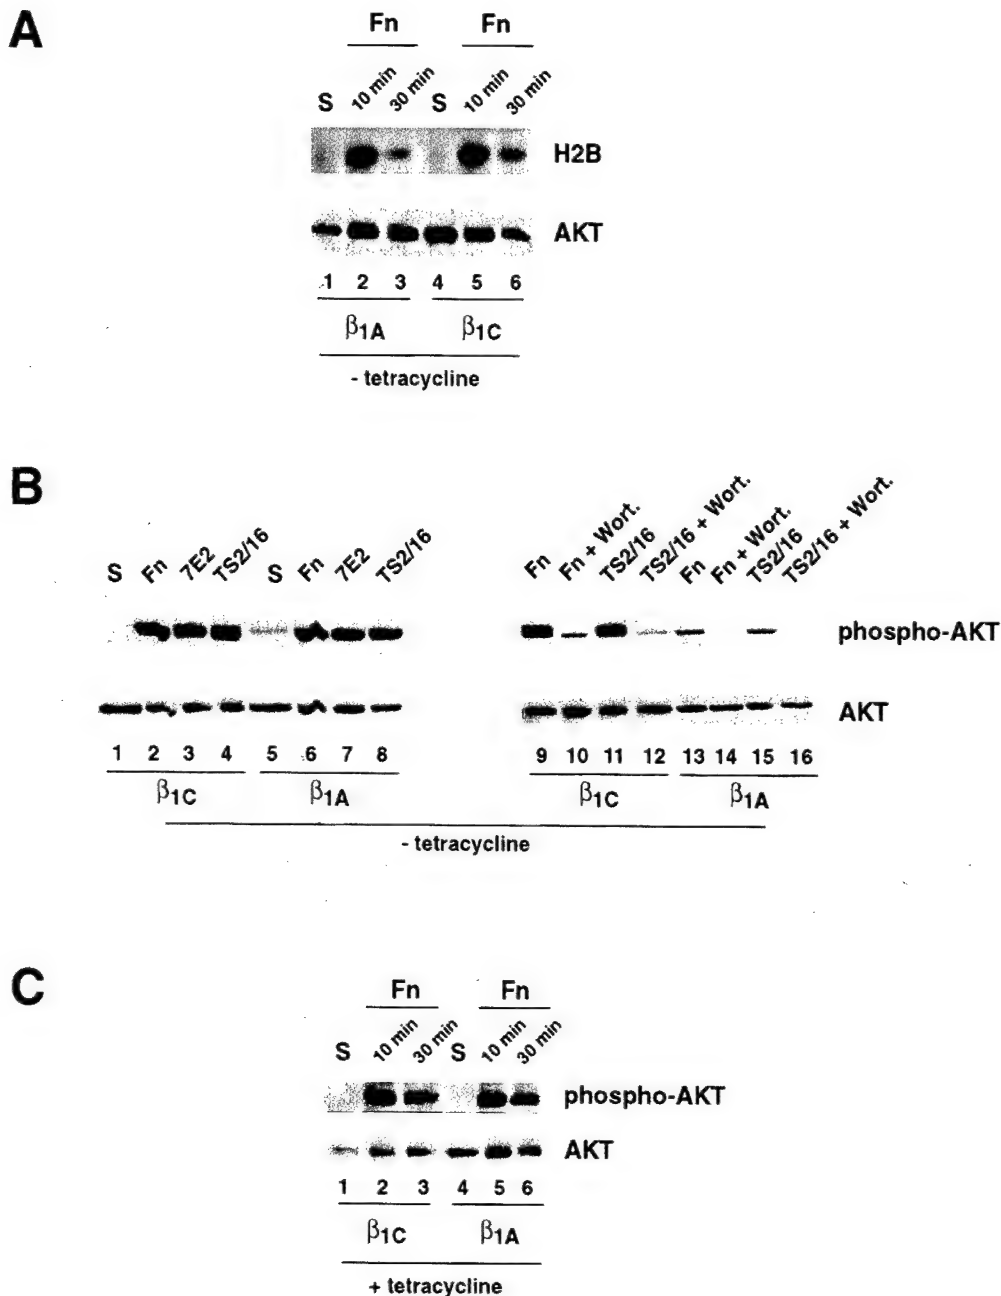 A
Fn Fn
S 10 min 30 min S 10 min 30 min
H2B
AKT
1 2 3 4 5 6
β1A β1C
- tetracycline
B
S Fn 7E2 TS2/16 S Fn 7E2 TS2/16 Fn Fn + Wort. TS2/16 TS2/16 + Wort. Fn Fn + Wort. TS2/16 TS2/16 + Wort.
phospho-AKT
AKT
1 2 3 4 5 6 7 8 9 10 11 12 13 14 15 16
β1C β1A β1C β1A
- tetracycline
C
Fn Fn
S 10 min 30 min S 10 min 30 min
phospho-AKT
AKT
1 2 3 4 5 6
β1C β1A
+ tetracycline